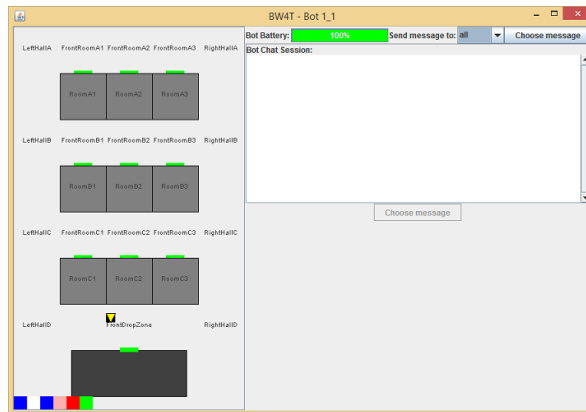 BW4T - Bot 1_1
Bot Battery: 100% Send message to: all Choose message
Bot Chat Session:
LeftHallA FrontRoomA1 FrontRoomA2 FrontRoomA3 RightHallA
RoomA1 RoomA2 RoomA3
LeftHallB FrontRoomB1 FrontRoomB2 FrontRoomB3 RightHallB
RoomB1 RoomB2 RoomB3
Choose message
LeftHallC FrontRoomC1 FrontRoomC2 FrontRoomC3 RightHallC
RoomC1 RoomC2 RoomC3
LeftHallD FrontDropZone RightHallD